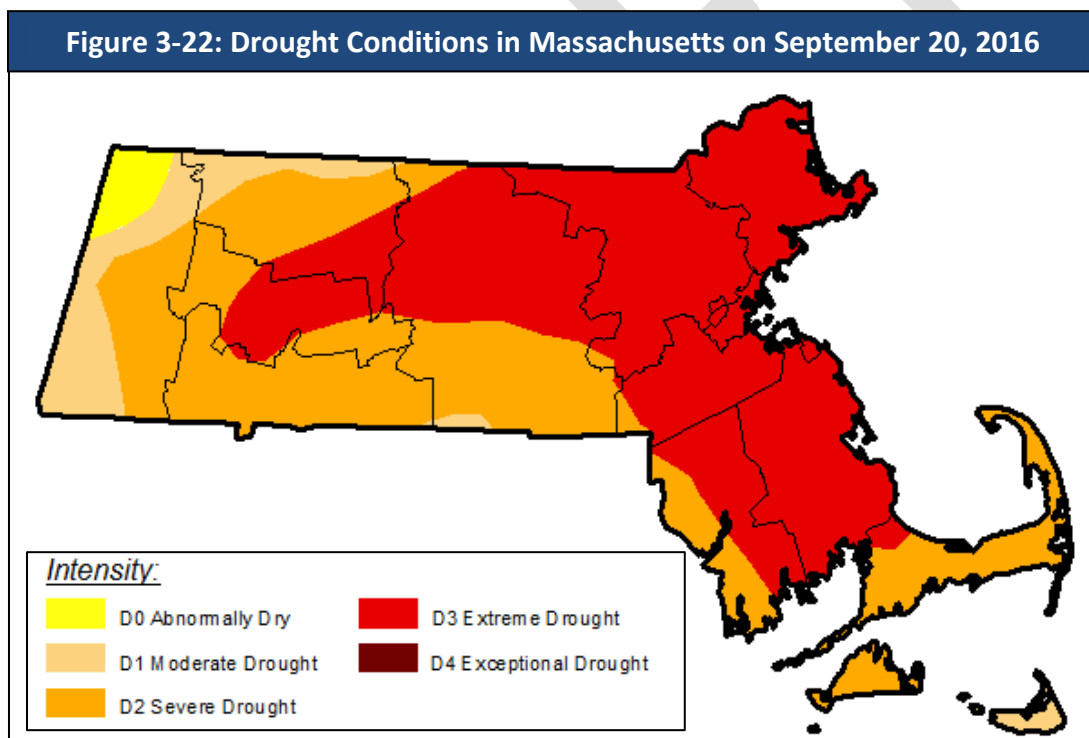 Figure 3-22: Drought Conditions in Massachusetts on September 20, 2016
Intensity:
D0 Abnormally Dry
D1 Moderate Drought
D2 Severe Drought
D3 Extreme Drought
D4 Exceptional Drought